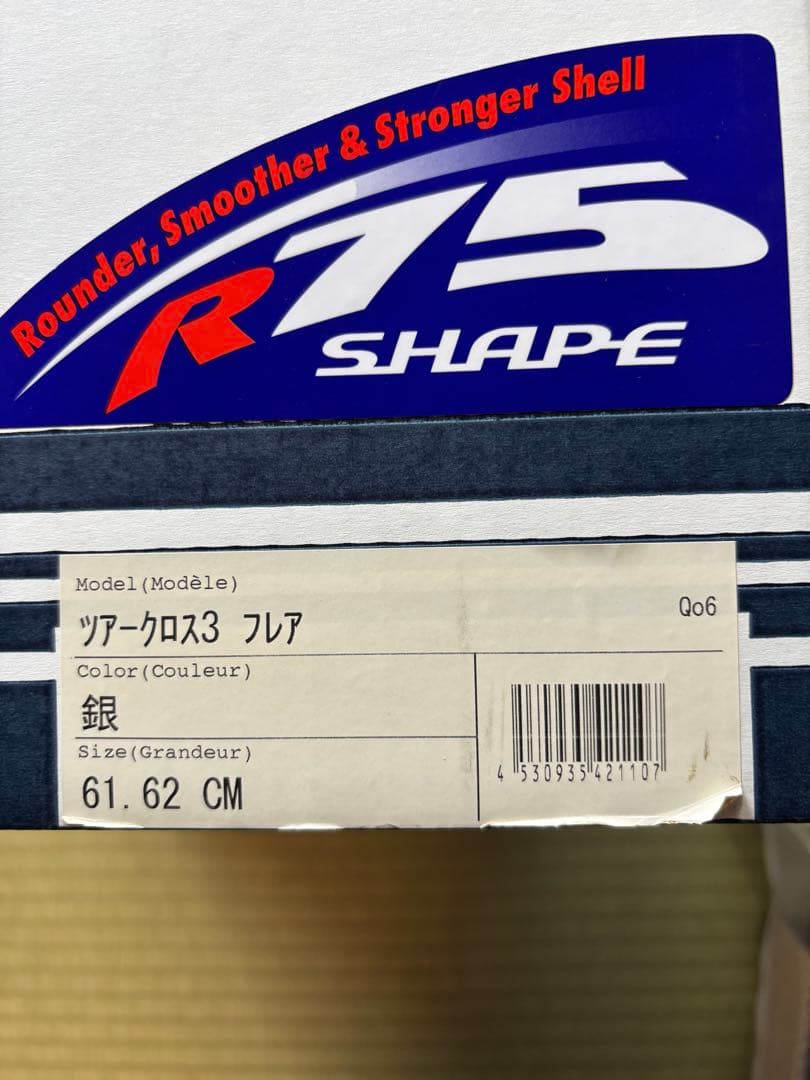 Rounder, Smoother & Stronger Shell
R75
SHAPE
Model(Modèle)
ツアークロス3 フレア
Qo6
Color(Couleur)
銀
Size(Grandeur)
61.62 CM
4 530935 421107